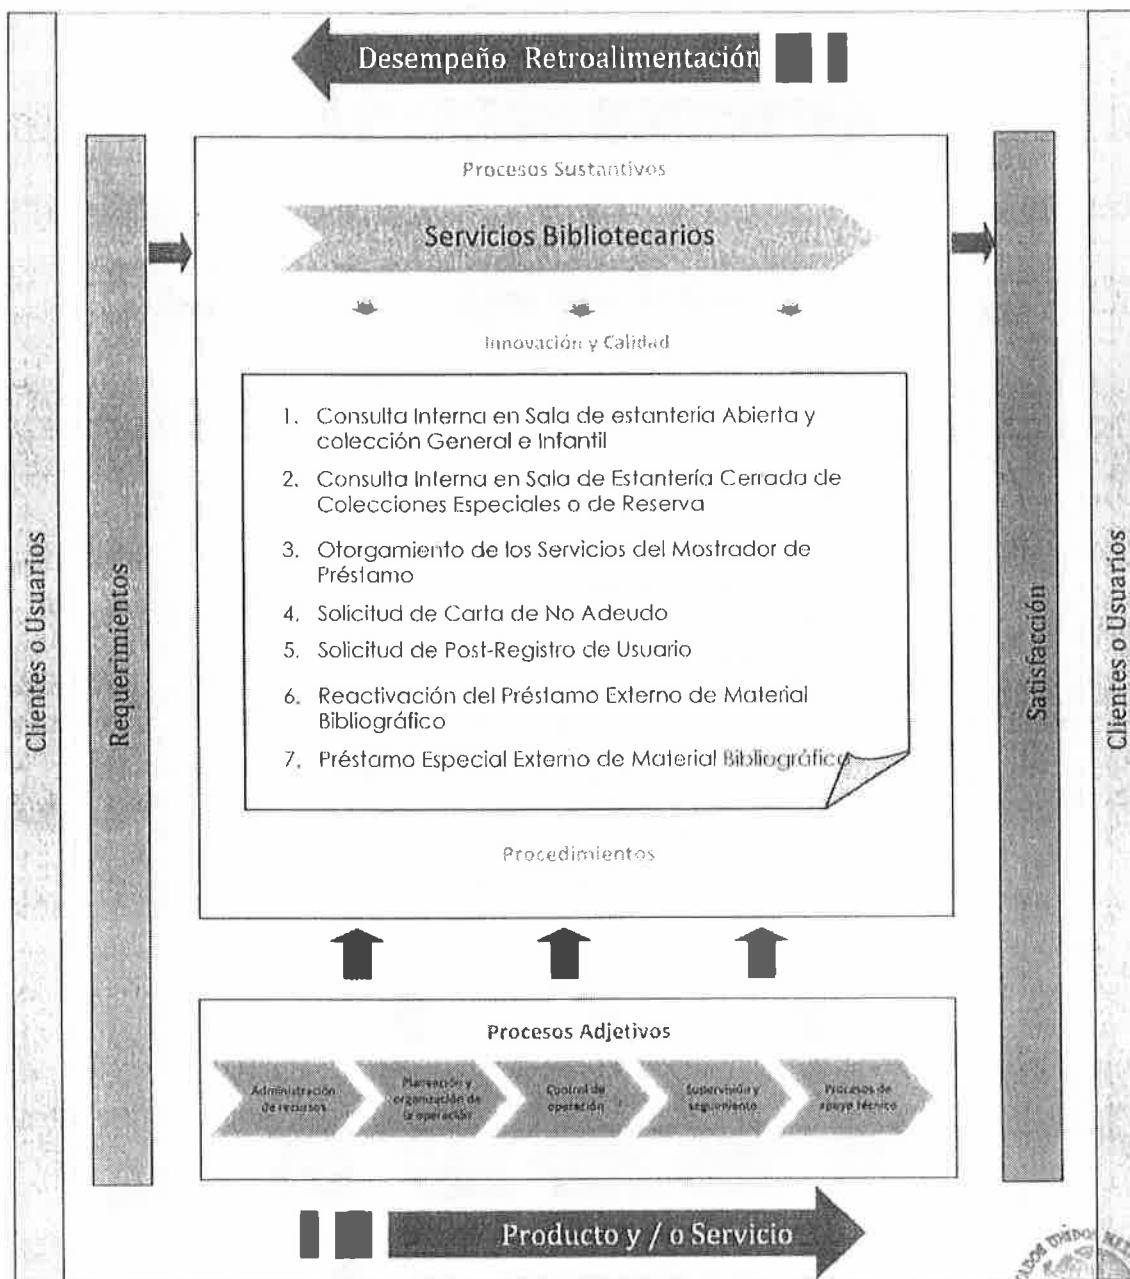 Desempeño Retroalimentación
Clientes o Usuarios
Requerimientos
Procesos Sustantivos
Servicios Bibliotecarios
Innovación y Calidad
1. Consulta Interna en Sala de estantería Abierta y
colección General e Infantil
2. Consulta Interna en Sala de Estantería Cerrada de
Colecciones Especiales o de Reserva
3. Otorgamiento de los Servicios del Mostrador de
Préstamo
4. Solicitud de Carta de No Adeudo
5. Solicitud de Post-Registro de Usuario
6. Reactivación del Préstamo Externo de Material
Bibliográfico
7. Préstamo Especial Externo de Material Bibliográfico
Procedimientos
Satisfacción
Clientes o Usuarios
Procesos Adjetivos
Administración
de recursos
Planeación y
organización de
la operación
Control de
operación
Supervisión y
seguimiento
Procesos de
apoyo técnico
Producto y / o Servicio
UNIDOS